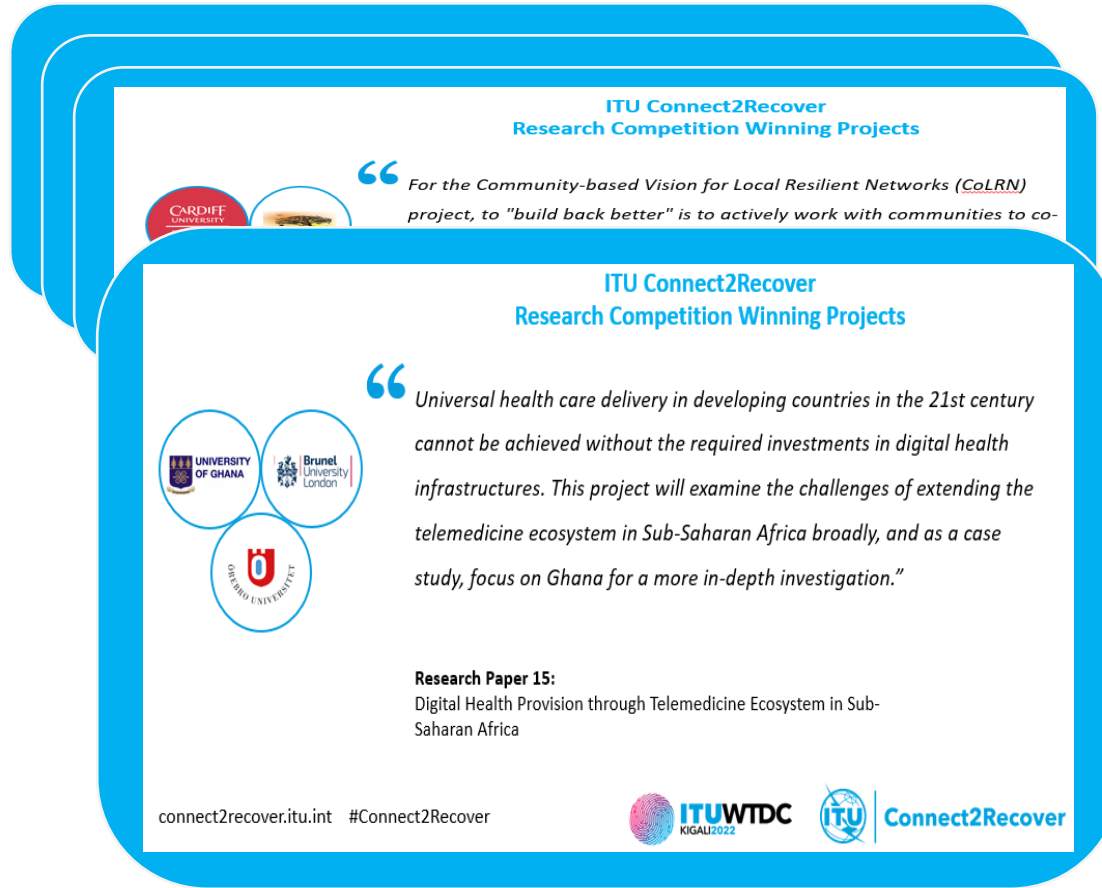 ITU Connect2Recover
Research Competition Winning Projects
“ For the Community-based Vision for Local Resilient Networks (CoLRN)
project, to "build back better" is to actively work with communities to co-
CARDIFF
UNIVERSITY
ITU Connect2Recover
Research Competition Winning Projects
“ Universal health care delivery in developing countries in the 21st century
cannot be achieved without the required investments in digital health
infrastructures. This project will examine the challenges of extending the
telemedicine ecosystem in Sub-Saharan Africa broadly, and as a case
study, focus on Ghana for a more in-depth investigation.”
UNIVERSITY
OF GHANA
Brunel
University
London
ÖREBRO UNIVERSITET
Research Paper 15:
Digital Health Provision through Telemedicine Ecosystem in Sub-
Saharan Africa
connect2recover.itu.int #Connect2Recover
ITUWTDC
KIGALI2022
ITU
Connect2Recover